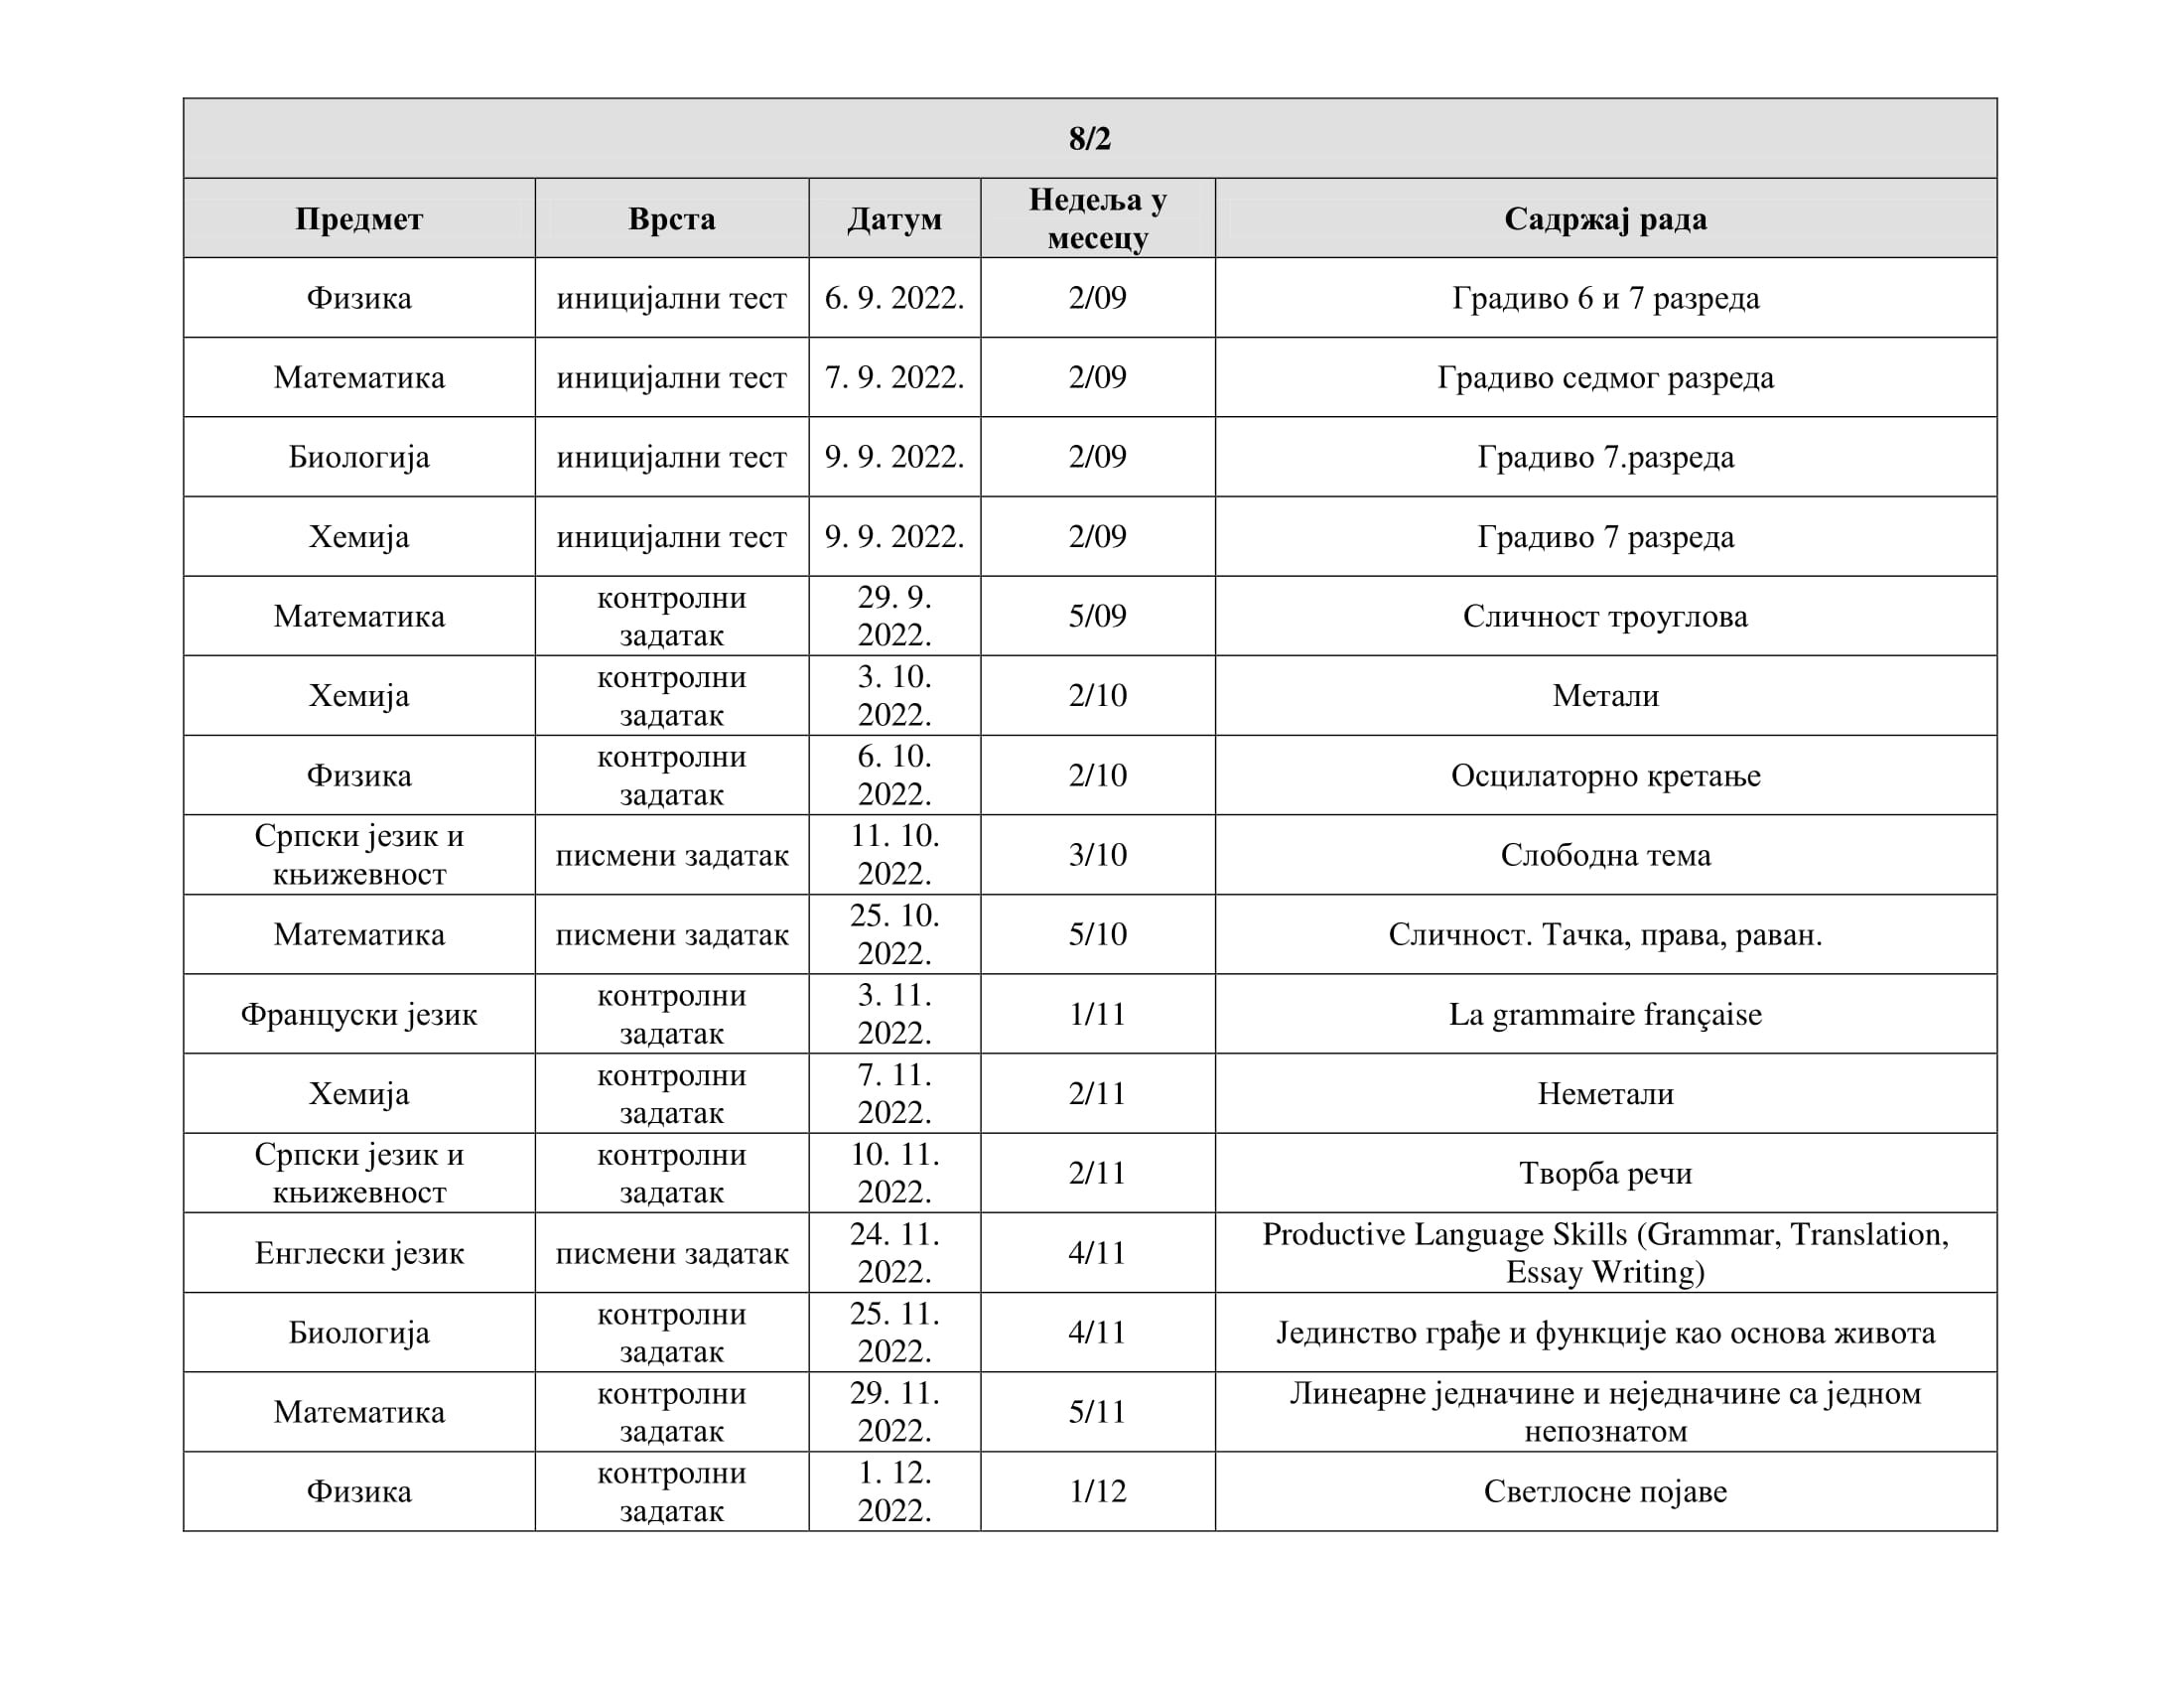 8/2
Предмет Врста Датум Недеља у месецу Садржај рада
Физика иницијални тест 6. 9. 2022. 2/09 Градиво 6 и 7 разреда
Математика иницијални тест 7. 9. 2022. 2/09 Градиво седмог разреда
Биологија иницијални тест 9. 9. 2022. 2/09 Градиво 7.разреда
Хемија иницијални тест 9. 9. 2022. 2/09 Градиво 7 разреда
Математика контролни задатак 29. 9. 2022. 5/09 Сличност троуглова
Хемија контролни задатак 3. 10. 2022. 2/10 Метали
Физика контролни задатак 6. 10. 2022. 2/10 Осцилаторно кретање
Српски језик и књижевност писмени задатак 11. 10. 2022. 3/10 Слободна тема
Математика писмени задатак 25. 10. 2022. 5/10 Сличност. Тачка, права, раван.
Француски језик контролни задатак 3. 11. 2022. 1/11 La grammaire française
Хемија контролни задатак 7. 11. 2022. 2/11 Неметали
Српски језик и књижевност контролни задатак 10. 11. 2022. 2/11 Творба речи
Енглески језик писмени задатак 24. 11. 2022. 4/11 Productive Language Skills (Grammar, Translation, Essay Writing)
Биологија контролни задатак 25. 11. 2022. 4/11 Јединство грађе и функције као основа живота
Математика контролни задатак 29. 11. 2022. 5/11 Линеарне једначине и неједначине са једном непознатом
Физика контролни задатак 1. 12. 2022. 1/12 Светлосне појаве